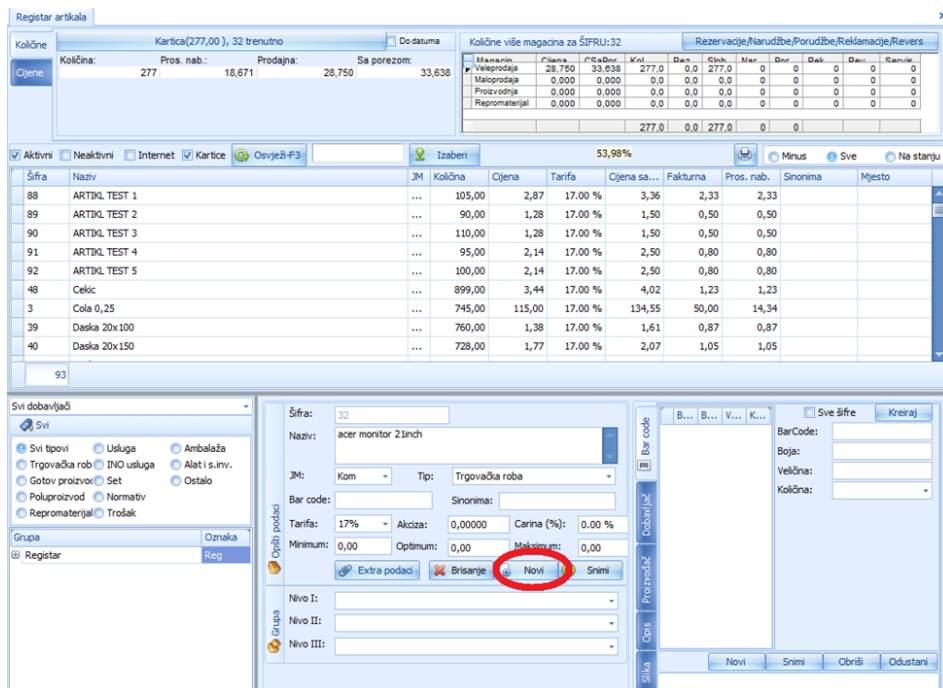 Registar artikala
Količine
Cijene
Kartica(277,00 ), 32 trenutno
Do datuma
Količina: Pros. nab.: Prodajna: Sa porezom:
277 18,671 28,750 33,638
Količine više magacina za ŠIFRU:32
Rezervacije/Narudžbe/Porudžbe/Reklamacije/Revers
Magacin Cijena CSaPor Kol Rez Slob Nar Por Rek Rev Servis
Veleprodaja 28,750 33,638 277,0 0,0 277,0 0 0 0 0 0
Maloprodaja 0,000 0,000 0,0 0,0 0,0 0 0 0 0 0
Proizvodnja 0,000 0,000 0,0 0,0 0,0 0 0 0 0 0
Repromaterijal 0,000 0,000 0,0 0,0 0,0 0 0 0 0 0
277,0 0,0 277,0 0 0
Aktivni Neaktivni Internet Kartice Osvježi-F3 Izaberi 53,98% Minus Sve Na stanju
Šifra Naziv JM Količina Cijena Tarifa Cijena sa... Fakturna Pros. nab. Sinonima Mjesto
88 ARTIKL TEST 1 ... 105,00 2,87 17.00 % 3,36 2,33 2,33
89 ARTIKL TEST 2 ... 90,00 1,28 17.00 % 1,50 0,50 0,50
90 ARTIKL TEST 3 ... 110,00 1,28 17.00 % 1,50 0,50 0,50
91 ARTIKL TEST 4 ... 95,00 2,14 17.00 % 2,50 0,80 0,80
92 ARTIKL TEST 5 ... 100,00 2,14 17.00 % 2,50 0,80 0,80
48 Cekic ... 899,00 3,44 17.00 % 4,02 1,23 1,23
3 Cola 0,25 ... 745,00 115,00 17.00 % 134,55 50,00 14,34
39 Daska 20x100 ... 760,00 1,38 17.00 % 1,61 0,87 0,87
40 Daska 20x150 ... 728,00 1,77 17.00 % 2,07 1,05 1,05
93
Svi dobavljači
Svi
Svi tipovi Usluga Ambalaža
Trgovačka rob INO usluga Alat i s.inv.
Gotov proizvoc Set Ostalo
Poluproizvod Normativ
Repromaterijal Trošak
Grupa Oznaka
Registar Reg
Opšti podaci
Šifra: 32
Naziv: acer monitor 21inch
JM: Kom Tip: Trgovačka roba
Bar code: Sinonima:
Tarifa: 17% Akciza: 0,00000 Carina (%): 0.00 %
Minimum: 0,00 Optimum: 0,00 Maksimum: 0,00
Extra podaci Brisanje Novi Snimi
Grupa
Nivo I:
Nivo II:
Nivo III:
Bar code
Dobavljač
Proizvođač
Opis
Slika
B... B... V... K...
Sve šifre Kreiraj
BarCode:
Boja:
Veličina:
Količina:
Novi Snimi Obriši Odustani